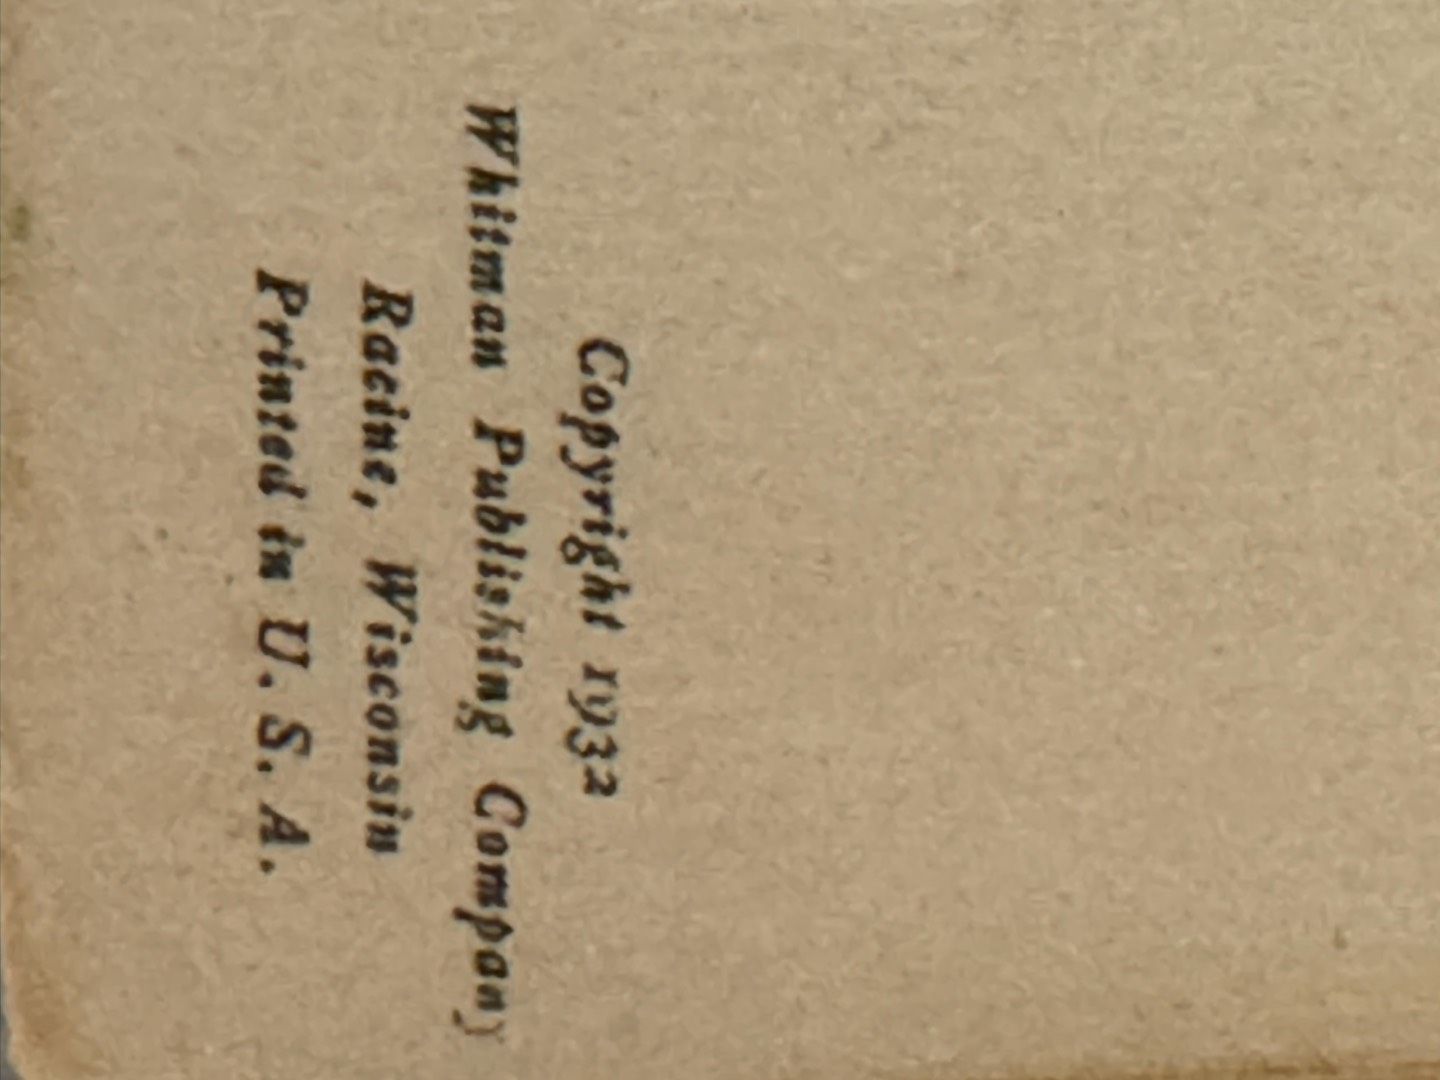 Copyright 1932
Whitman Publishing Company
Racine, Wisconsin
Printed in U. S. A.